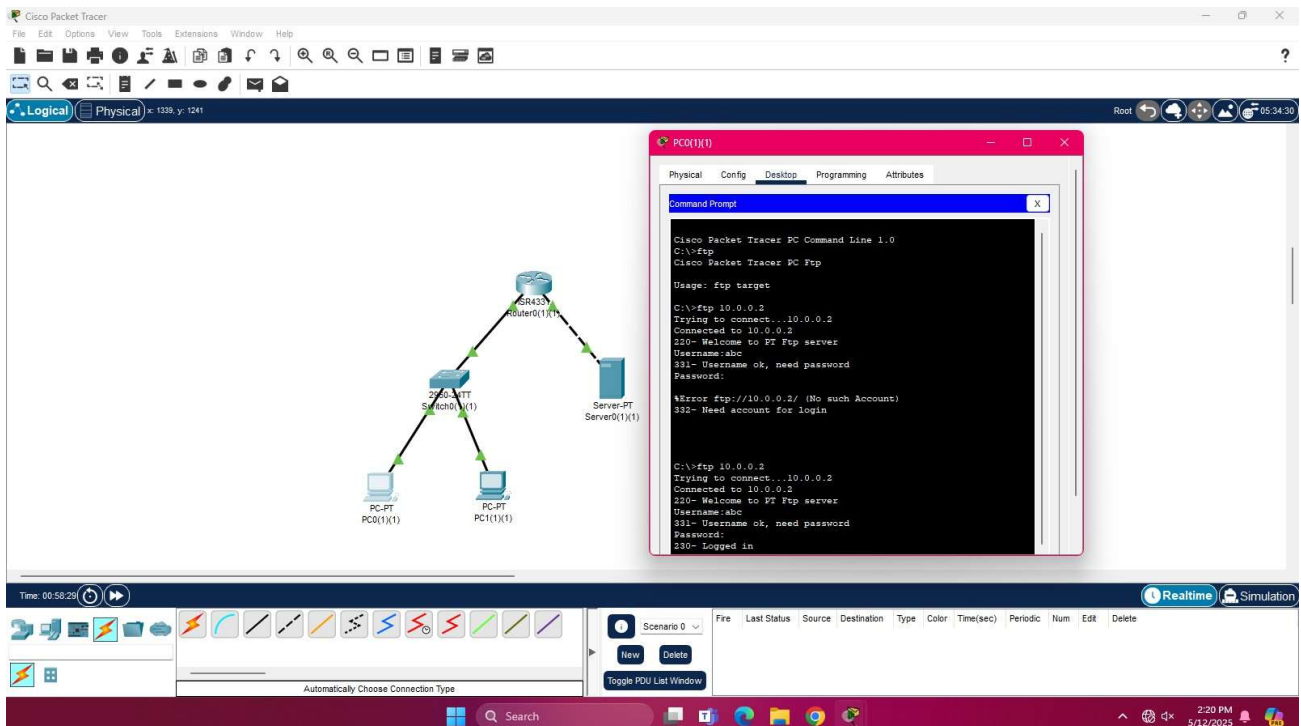 Cisco Packet Tracer
File Edit Options View Tools Extensions Window Help
?
Logical Physical x: 1339, y: 1241
Root 05:34:30
PC0(1)(1)
Physical Config Desktop Programming Attributes
Command Prompt X
Cisco Packet Tracer PC Command Line 1.0
C:\>ftp
Cisco Packet Tracer PC Ftp
Usage: ftp target
C:\>ftp 10.0.0.2
Trying to connect...10.0.0.2
Connected to 10.0.0.2
220- Welcome to PT Ftp server
Username:abc
331- Username ok, need password
Password:
%Error ftp://10.0.0.2/ (No such Account)
332- Need account for login
C:\>ftp 10.0.0.2
Trying to connect...10.0.0.2
Connected to 10.0.0.2
220- Welcome to PT Ftp server
Username:abc
331- Username ok, need password
Password:
230- Logged in
Router0(1)(1)
2950-24TT
Switch0(1)(1)
Server-PT
Server0(1)(1)
PC-PT
PC0(1)(1)
PC-PT
PC1(1)(1)
Time: 00:58:29
Realtime Simulation
Scenario 0
New Delete
Toggle PDU List Window
Fire Last Status Source Destination Type Color Time(sec) Periodic Num Edit Delete
Automatically Choose Connection Type
Search
2:20 PM
5/12/2025